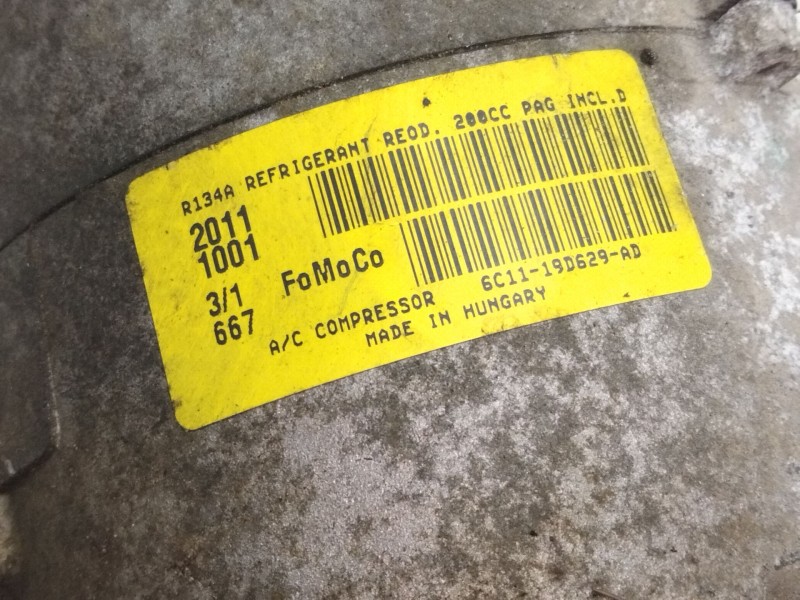 R134A REFRIGERANT REQD. 200CC PAG INCL.D
2011
1001
3/1
667
FoMoCo
A/C COMPRESSOR 6C11-19D629-AD
MADE IN HUNGARY